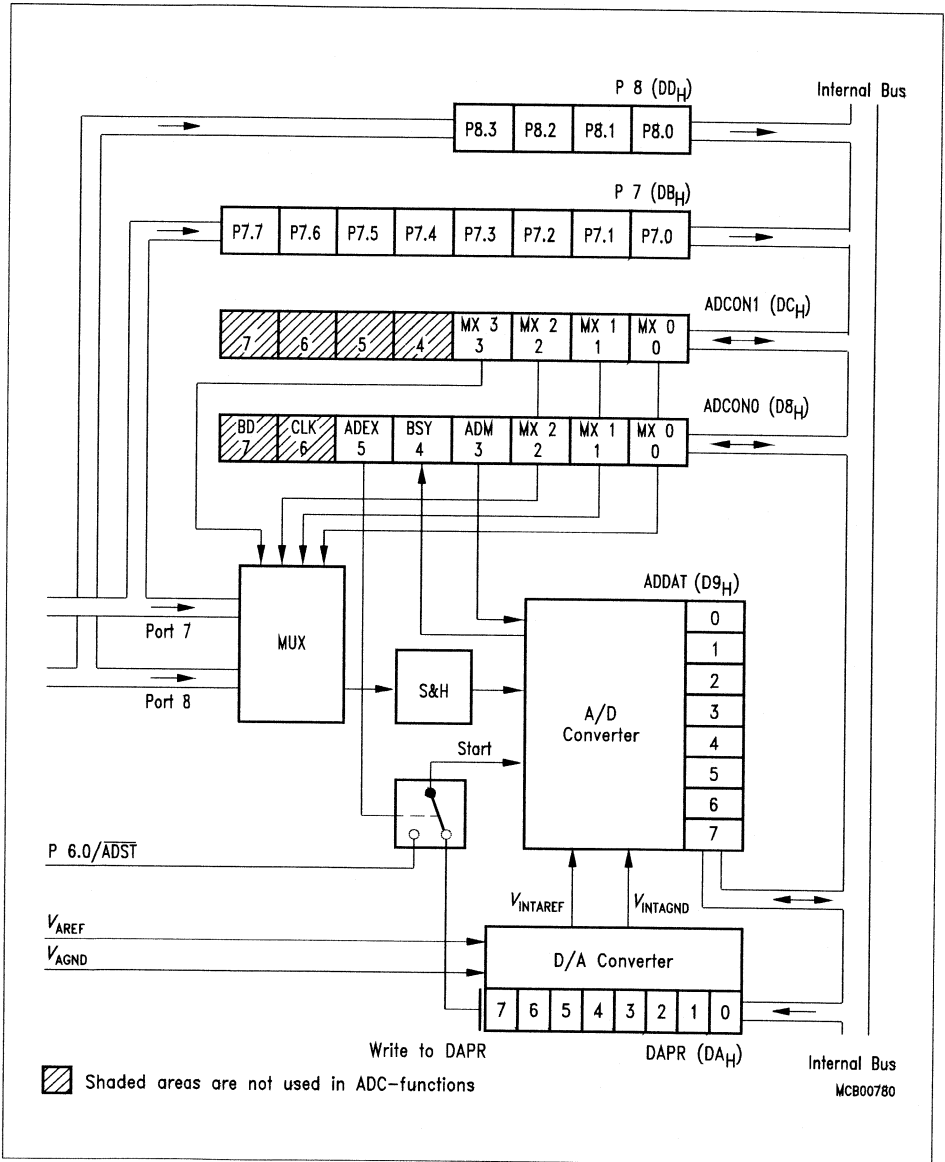 P 8 (DDH)
Internal Bus
P8.3 P8.2 P8.1 P8.0
P 7 (DBH)
P7.7 P7.6 P7.5 P7.4 P7.3 P7.2 P7.1 P7.0
ADCON1 (DCH)
MX 3 MX 2 MX 1 MX 0
7 6 5 4 3 2 1 0
ADCON0 (D8H)
BD CLK ADEX BSY ADM MX 2 MX 1 MX 0
7 6 5 4 3 2 1 0
ADDAT (D9H)
Port 7
MUX
Port 8
S&H
A/D
Converter
0
1
2
3
4
5
6
7
Start
P 6.0/ADST
VINTAREF
VINTAGND
VAREF
VAGND
D/A Converter
7 6 5 4 3 2 1 0
Write to DAPR
DAPR (DAH)
Internal Bus
Shaded areas are not used in ADC-functions
MCB00780